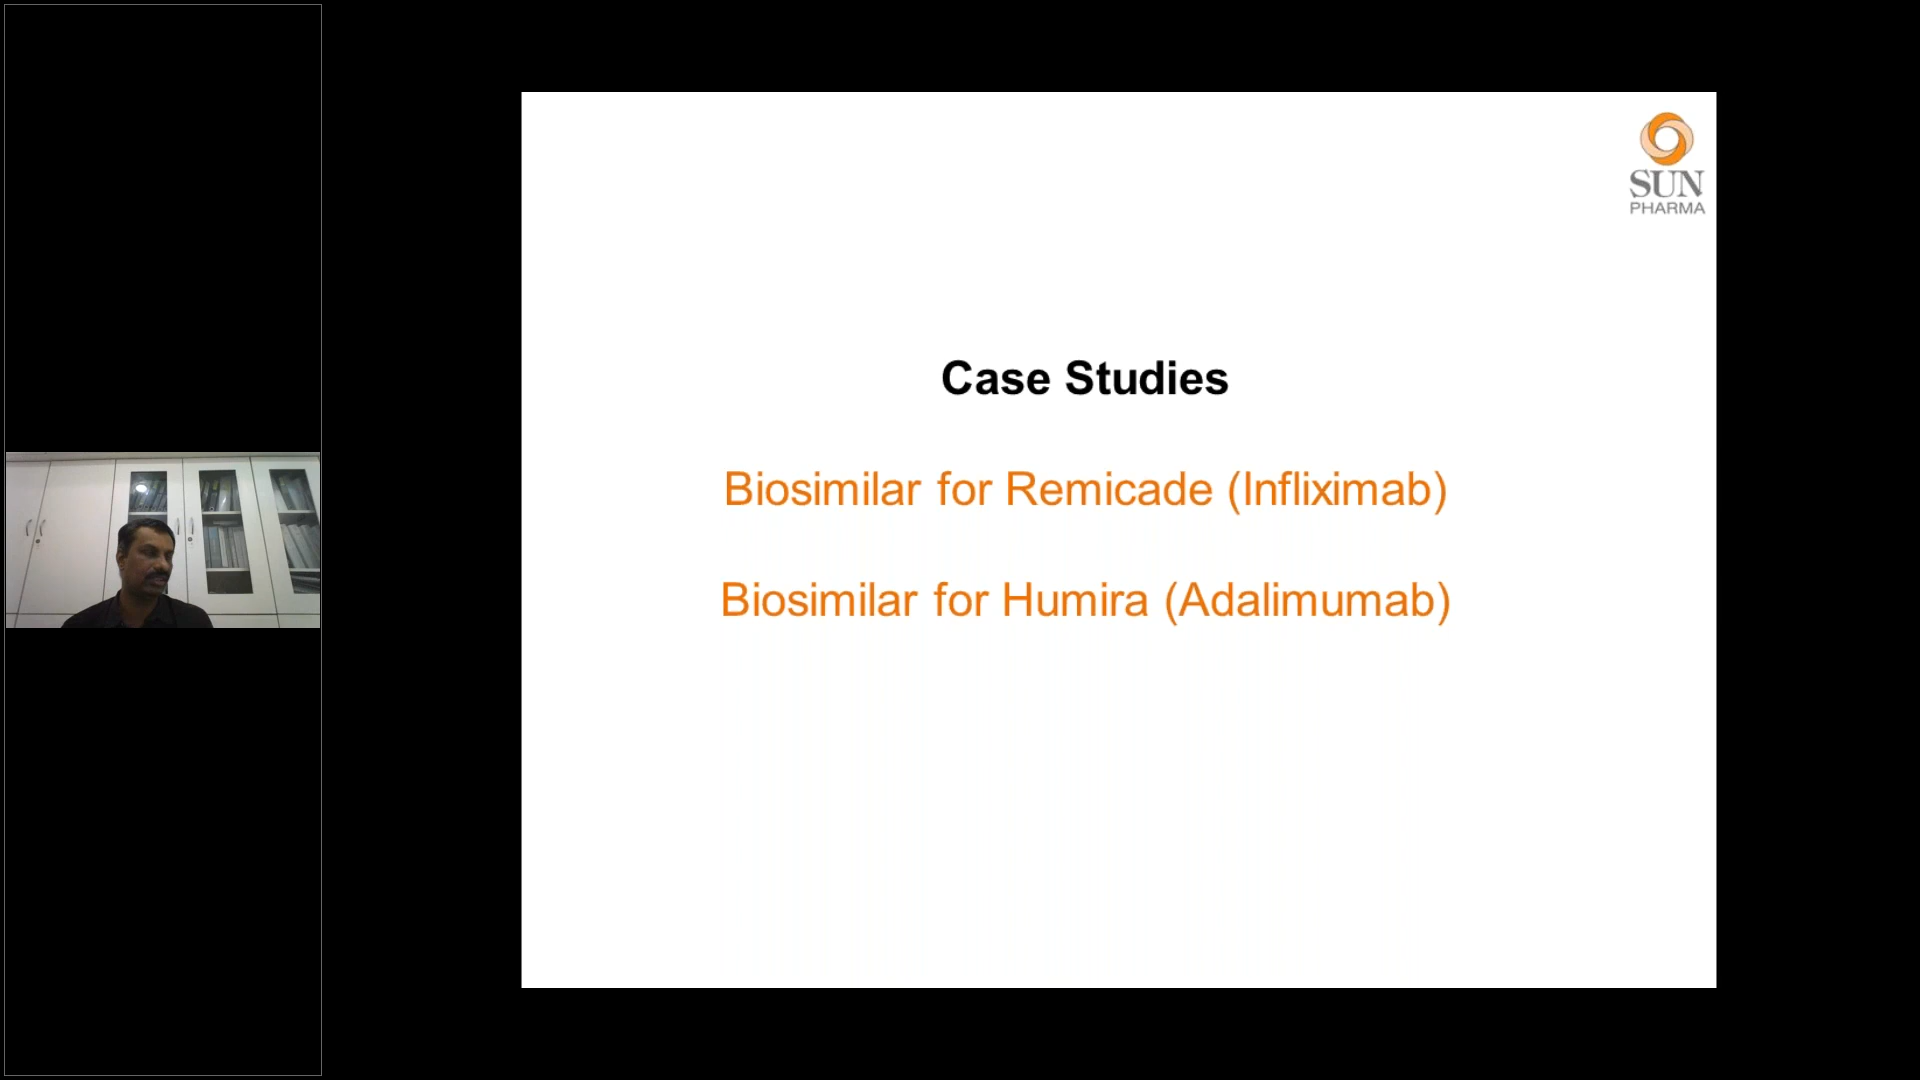 SUN
PHARMA
Case Studies
Biosimilar for Remicade (Infliximab)
Biosimilar for Humira (Adalimumab)